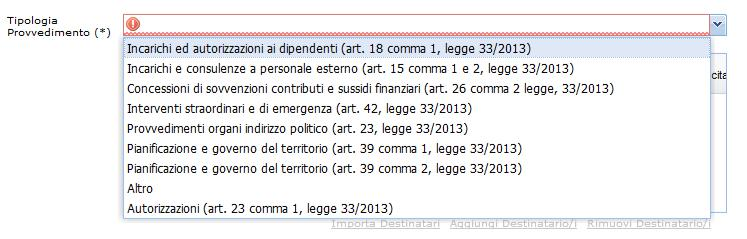 Tipologia
Provvedimento (*)
Incarichi ed autorizzazioni ai dipendenti (art. 18 comma 1, legge 33/2013)
Incarichi e consulenze a personale esterno (art. 15 comma 1 e 2, legge 33/2013)
Concessioni di sovvenzioni contributi e sussidi finanziari (art. 26 comma 2 legge, 33/2013)
Interventi straordinari e di emergenza (art. 42, legge 33/2013)
Provvedimenti organi indirizzo politico (art. 23, legge 33/2013)
Pianificazione e governo del territorio (art. 39 comma 1, legge 33/2013)
Pianificazione e governo del territorio (art. 39 comma 2, legge 33/2013)
Altro
Autorizzazioni (art. 23 comma 1, legge 33/2013)
Importa Destinatari Aggiungi Destinatario/i Rimuovi Destinatario/i